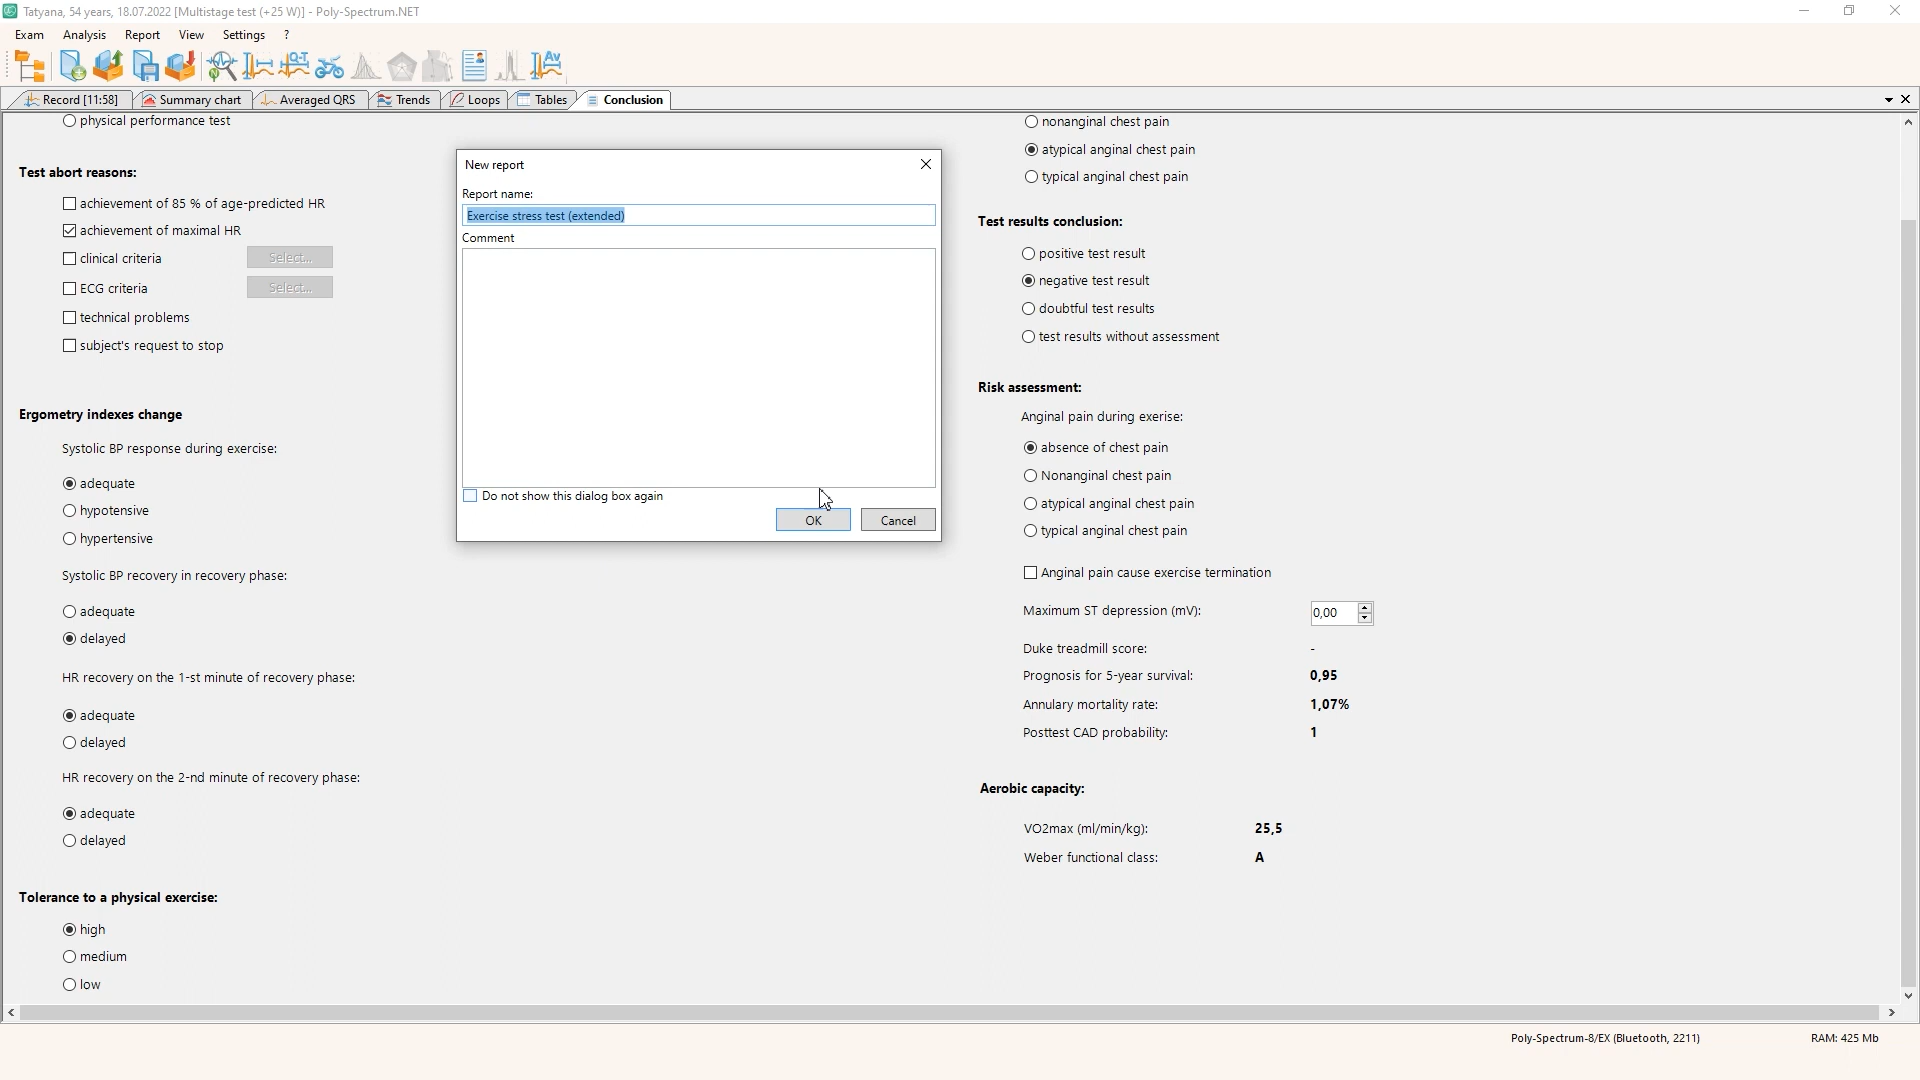 Tatyana, 54 years, 18.07.2022 [Multistage test (+25 W)] - Poly-Spectrum.NET
Exam Analysis Report View Settings ?
Record [11:58] Summary chart Averaged QRS Trends Loops Tables Conclusion
physical performance test
Test abort reasons:
achievement of 85 % of age-predicted HR
achievement of maximal HR
clinical criteria Select...
ECG criteria Select...
technical problems
subject's request to stop
Ergometry indexes change
Systolic BP response during exercise:
adequate
hypotensive
hypertensive
Systolic BP recovery in recovery phase:
adequate
delayed
HR recovery on the 1-st minute of recovery phase:
adequate
delayed
HR recovery on the 2-nd minute of recovery phase:
adequate
delayed
Tolerance to a physical exercise:
high
medium
low
New report
Report name:
Exercise stress test (extended)
Comment
Do not show this dialog box again
OK Cancel
nonanginal chest pain
atypical anginal chest pain
typical anginal chest pain
Test results conclusion:
positive test result
negative test result
doubtful test results
test results without assessment
Risk assessment:
Anginal pain during exerise:
absence of chest pain
Nonanginal chest pain
atypical anginal chest pain
typical anginal chest pain
Anginal pain cause exercise termination
Maximum ST depression (mV): 0,00
Duke treadmill score: -
Prognosis for 5-year survival: 0,95
Annulary mortality rate: 1,07%
Posttest CAD probability: 1
Aerobic capacity:
VO2max (ml/min/kg): 25,5
Weber functional class: A
Poly-Spectrum-8/EX (Bluetooth, 2211) RAM: 425 Mb